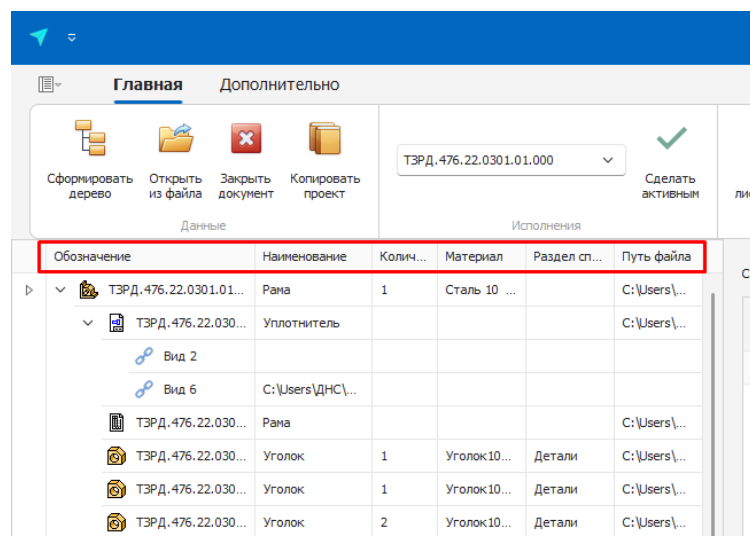 Главная Дополнительно
Сформировать дерево Открыть из файла Закрыть документ Копировать проект
ТЗРД.476.22.0301.01.000
Сделать активным
Данные Исполнения
Обозначение Наименование Колич... Материал Раздел сп... Путь файла
ТЗРД.476.22.0301.01... Рама 1 Сталь 10 ... C:\Users\...
ТЗРД.476.22.030... Уплотнитель C:\Users\...
Вид 2
Вид 6 C:\Users\ДНС\...
ТЗРД.476.22.030... Рама C:\Users\...
ТЗРД.476.22.030... Уголок 1 Уголок10... Детали C:\Users\...
ТЗРД.476.22.030... Уголок 1 Уголок10... Детали C:\Users\...
ТЗРД.476.22.030... Уголок 2 Уголок10... Детали C:\Users\...